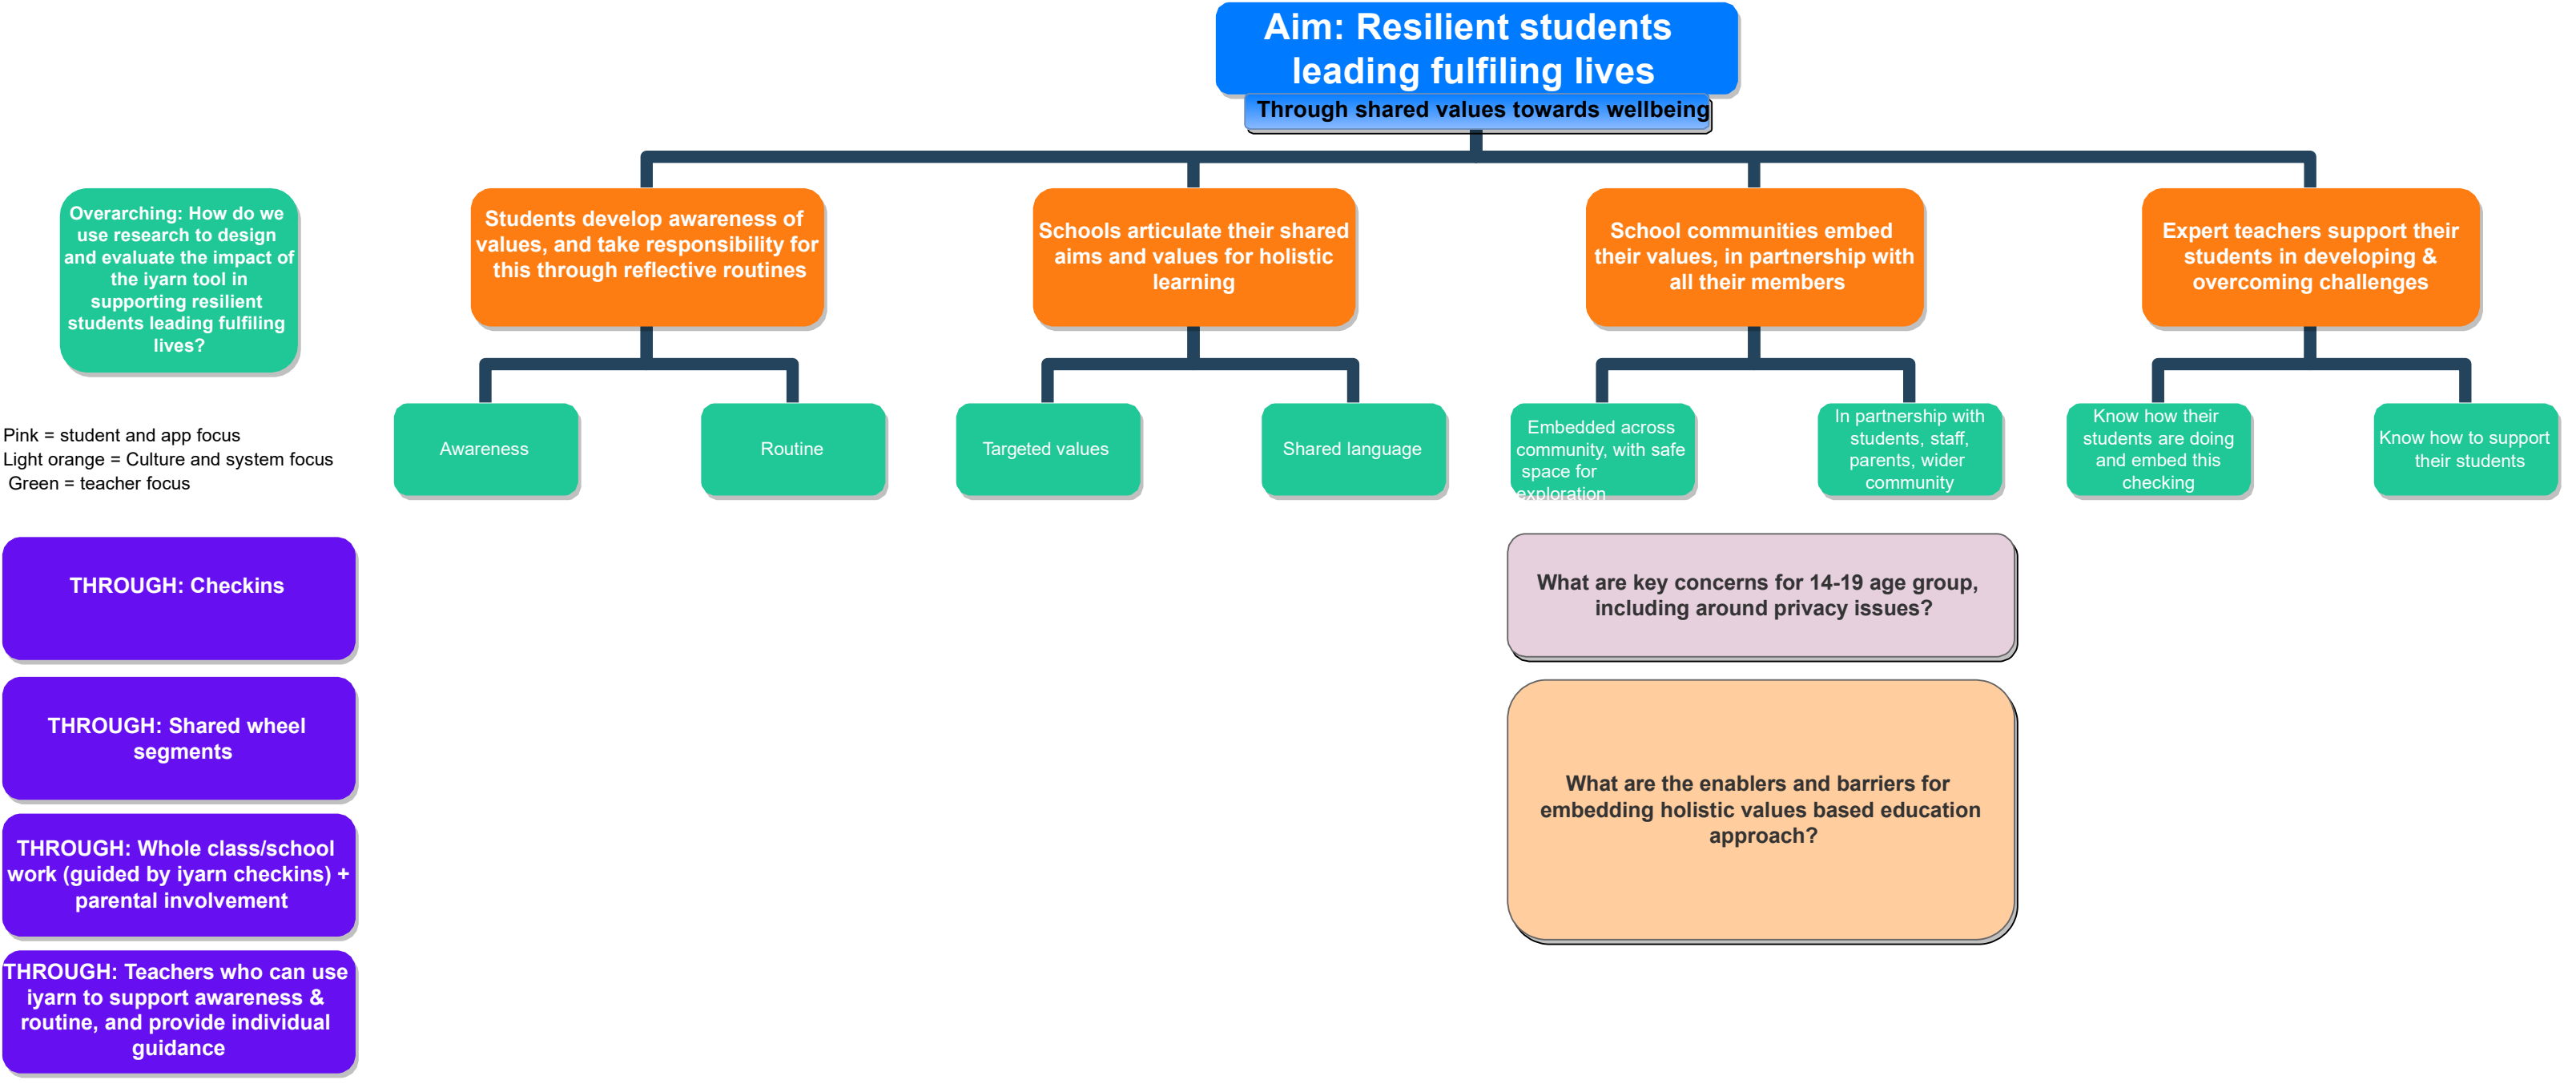 Aim: Resilient students
leading fulfiling lives
Through shared values towards wellbeing
Overarching: How do we
use research to design
and evaluate the impact of
the iyarn tool in
supporting resilient
students leading fulfiling
lives?
Students develop awareness of
values, and take responsibility for
this through reflective routines
Schools articulate their shared
aims and values for holistic
learning
School communities embed
their values, in partnership with
all their members
Expert teachers support their
students in developing &
overcoming challenges
Pink = student and app focus
Light orange = Culture and system focus
Green = teacher focus
Awareness
Routine
Targeted values
Shared language
Embedded across
community, with safe
space for
exploration
In partnership with
students, staff,
parents, wider
community
Know how their
students are doing
and embed this
checking
Know how to support
their students
THROUGH: Checkins
What are key concerns for 14-19 age group,
including around privacy issues?
THROUGH: Shared wheel
segments
What are the enablers and barriers for
embedding holistic values based education
approach?
THROUGH: Whole class/school
work (guided by iyarn checkins) +
parental involvement
THROUGH: Teachers who can use
iyarn to support awareness &
routine, and provide individual
guidance